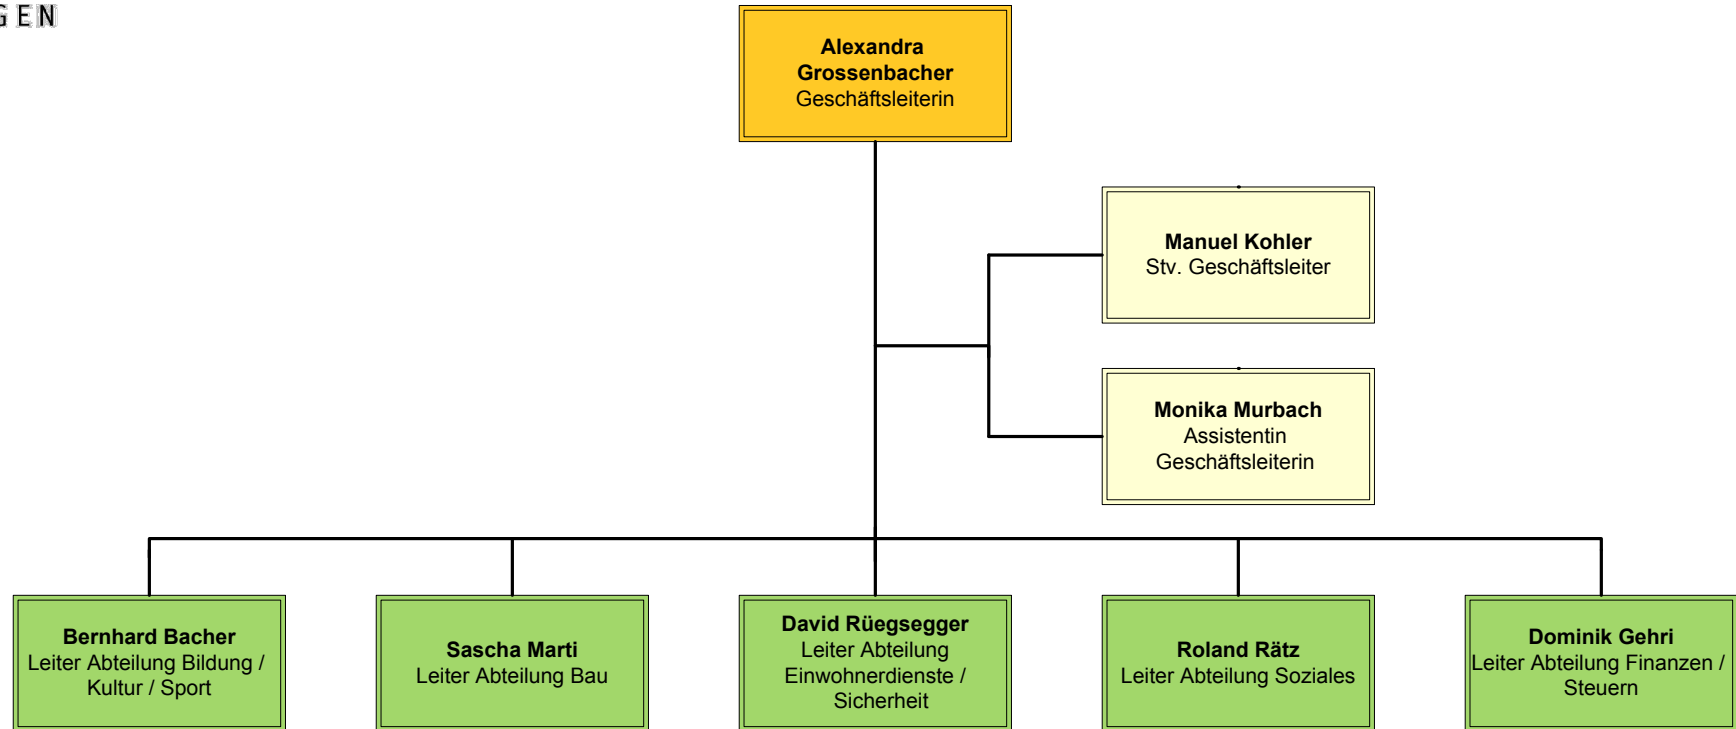 GEN
Alexandra
Grossenbacher
Geschäftsleiterin
Manuel Kohler
Stv. Geschäftsleiter
Monika Murbach
Assistentin
Geschäftsleiterin
Bernhard Bacher
Leiter Abteilung Bildung /
Kultur / Sport
Sascha Marti
Leiter Abteilung Bau
David Rüegsegger
Leiter Abteilung
Einwohnerdienste /
Sicherheit
Roland Rätz
Leiter Abteilung Soziales
Dominik Gehri
Leiter Abteilung Finanzen /
Steuern